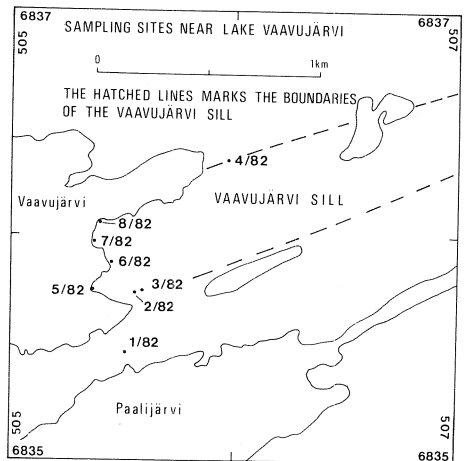 6837
6837
505
507
SAMPLING SITES NEAR LAKE VAAVUJÄRVI
0
1km
THE HATCHED LINES MARKS THE BOUNDARIES
OF THE VAAVUJÄRVI SILL
4/82
Vaavujärvi
VAAVUJÄRVI SILL
8/82
7/82
6/82
5/82
3/82
2/82
1/82
Paalijärvi
505
507
6835
6835